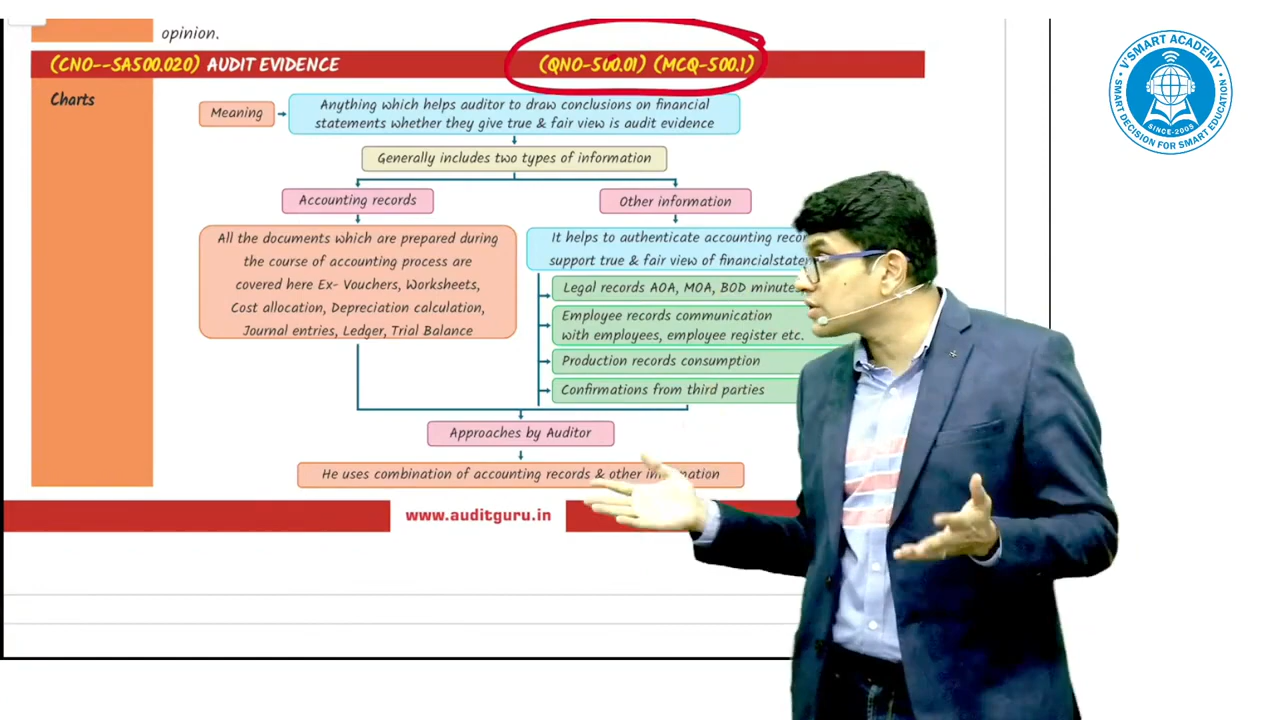 opinion.
(CNO--SA500.020) AUDIT EVIDENCE (QNO-500.01) (MCQ-500.1)
Charts
Meaning
Anything which helps auditor to draw conclusions on financial
statements whether they give true & fair view is audit evidence
Generally includes two types of information
Accounting records
Other information
All the documents which are prepared during
the course of accounting process are
covered here Ex- Vouchers, Worksheets,
Cost allocation, Depreciation calculation,
Journal entries, Ledger, Trial Balance
It helps to authenticate accounting
support true & fair view of
Legal records AOA, MOA, BOD minutes
Employee records communication
with employees, employee register etc.
Production records consumption
Confirmations from third parties
Approaches by Auditor
He uses combination of accounting records & other
www.auditguru.in
V'SMART ACADEMY
SMART DECISION FOR SMART EDUCATION
SINCE-2009